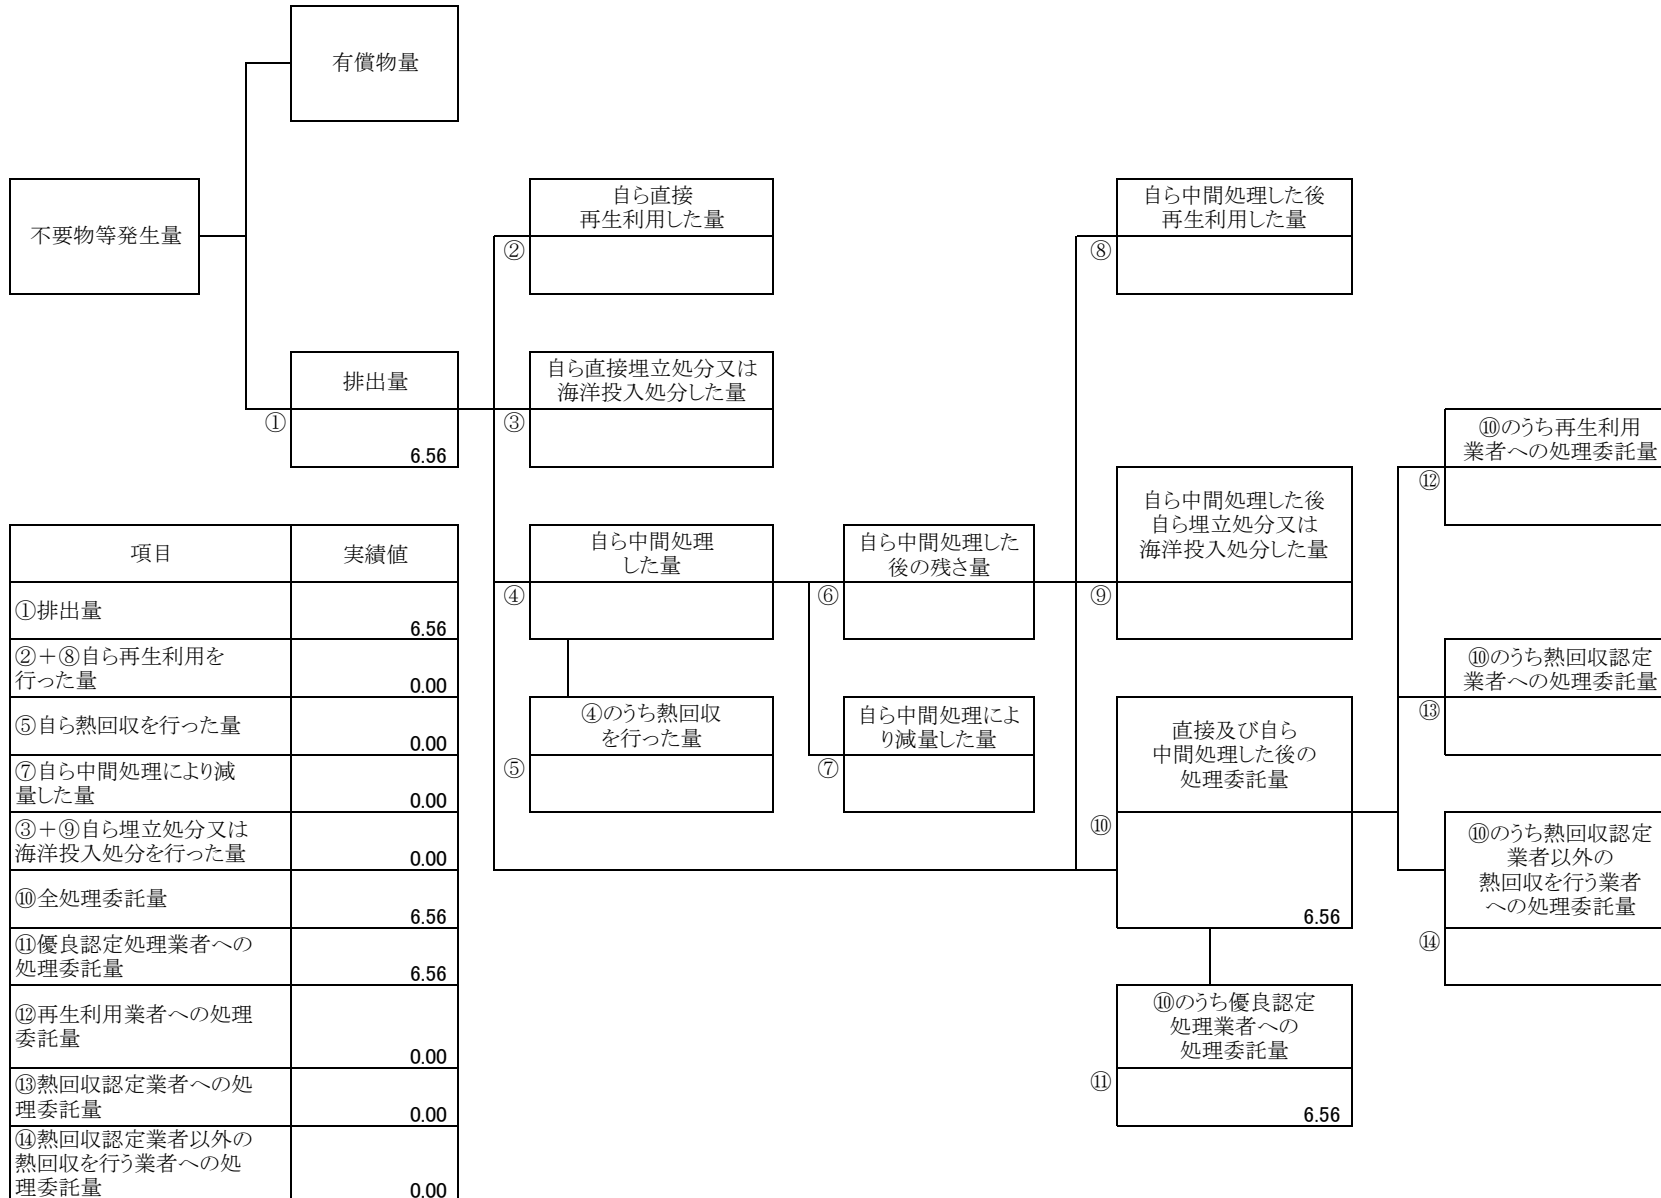 有償物量
不要物等発生量
自ら直接
再生利用した量
②
自ら中間処理した後
再生利用した量
⑧
排出量
①
6.56
自ら直接埋立処分又は
海洋投入処分した量
③
⑩のうち再生利用
業者への処理委託量
⑫
自ら中間処理
した量
④
自ら中間処理した
後の残さ量
⑥
自ら中間処理した後
自ら埋立処分又は
海洋投入処分した量
⑨
⑩のうち熱回収認定
業者への処理委託量
⑬
④のうち熱回収
を行った量
⑤
自ら中間処理によ
り減量した量
⑦
直接及び自ら
中間処理した後の
処理委託量
⑩
6.56
⑩のうち熱回収認定
業者以外の
熱回収を行う業者
への処理委託量
⑭
⑩のうち優良認定
処理業者への
処理委託量
⑪
6.56
項目
実績値
①排出量
6.56
②+⑧自ら再生利用を
行った量
0.00
⑤自ら熱回収を行った量
0.00
⑦自ら中間処理により減
量した量
0.00
③+⑨自ら埋立処分又は
海洋投入処分を行った量
0.00
⑩全処理委託量
6.56
⑪優良認定処理業者への
処理委託量
6.56
⑫再生利用業者への処理
委託量
0.00
⑬熱回収認定業者への処
理委託量
0.00
⑭熱回収認定業者以外の
熱回収を行う業者への処
理委託量
0.00